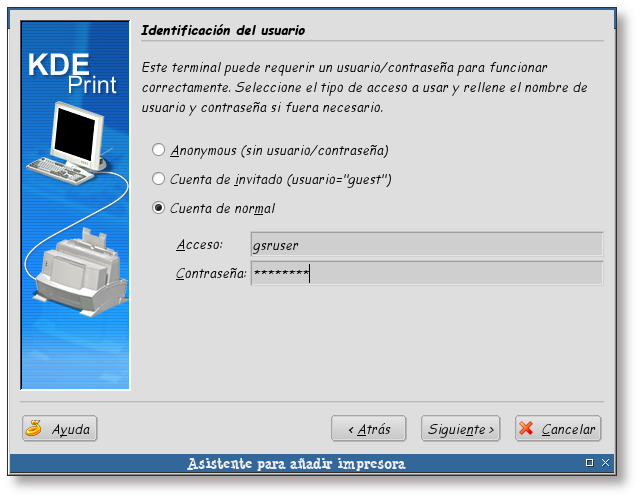 Identificación del usuario
KDE
Print
Este terminal puede requerir un usuario/contraseña para funcionar
correctamente. Seleccione el tipo de acceso a usar y rellene el nombre de
usuario y contraseña si fuera necesario.
Anonymous (sin usuario/contraseña)
Cuenta de invitado (usuario="guest")
Cuenta de normal
Acceso: gsruser
Contraseña: ********
Ayuda < Atrás Siguiente > Cancelar
Asistente para añadir impresora